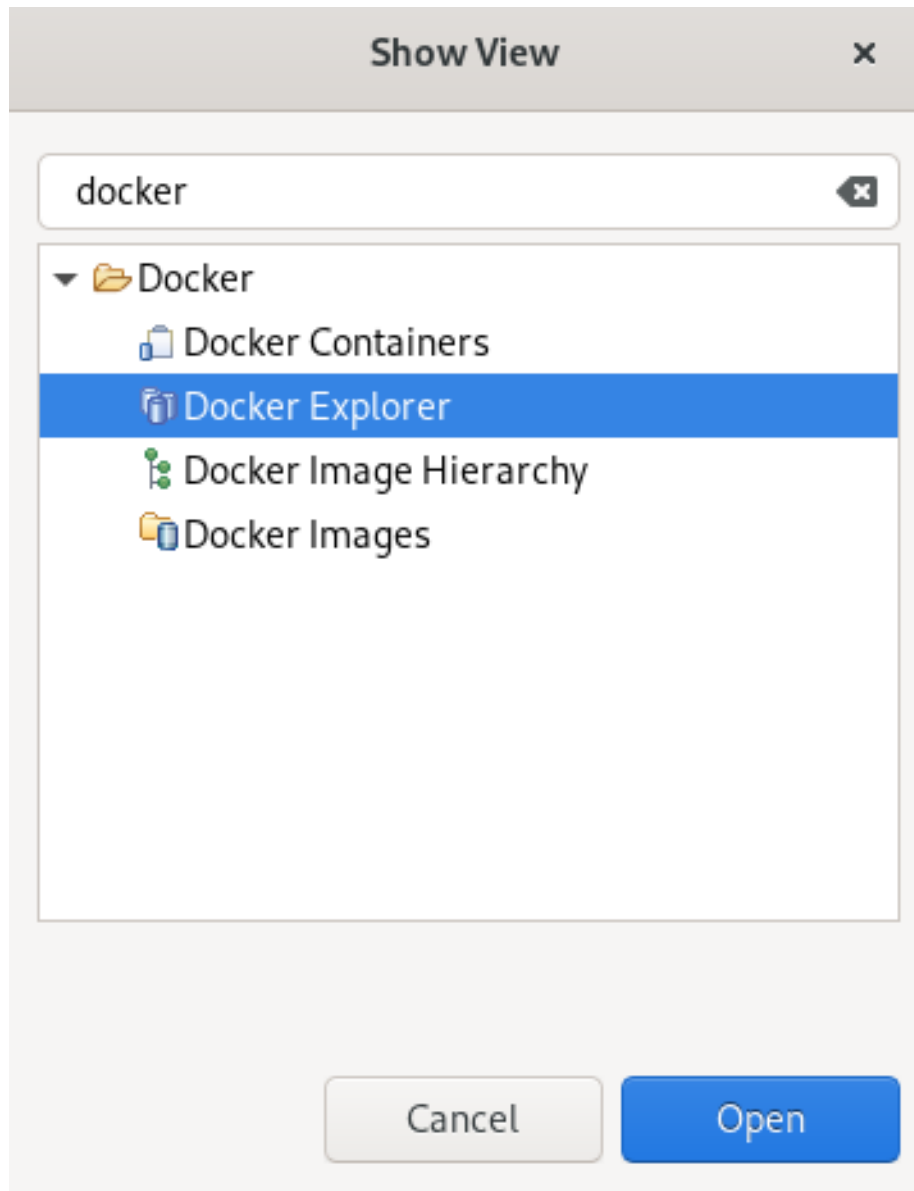 Show View
docker
Docker
Docker Containers
Docker Explorer
Docker Image Hierarchy
Docker Images
Cancel
Open